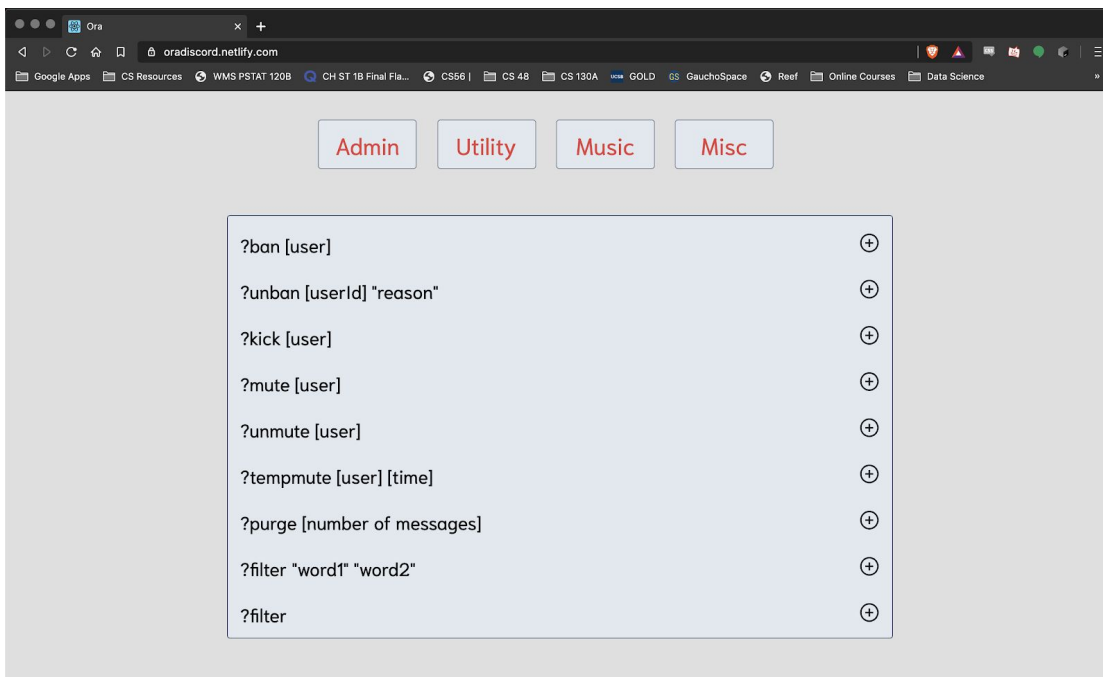 Ora
oradiscord.netlify.com
Google Apps CS Resources WMS PSTAT 120B CH ST 1B Final Fla... CS56 | CS 48 CS 130A UCSB GOLD GS GauchoSpace Reef Online Courses Data Science »
Admin Utility Music Misc
?ban [user]
?unban [userId] "reason"
?kick [user]
?mute [user]
?unmute [user]
?tempmute [user] [time]
?purge [number of messages]
?filter "word1" "word2"
?filter